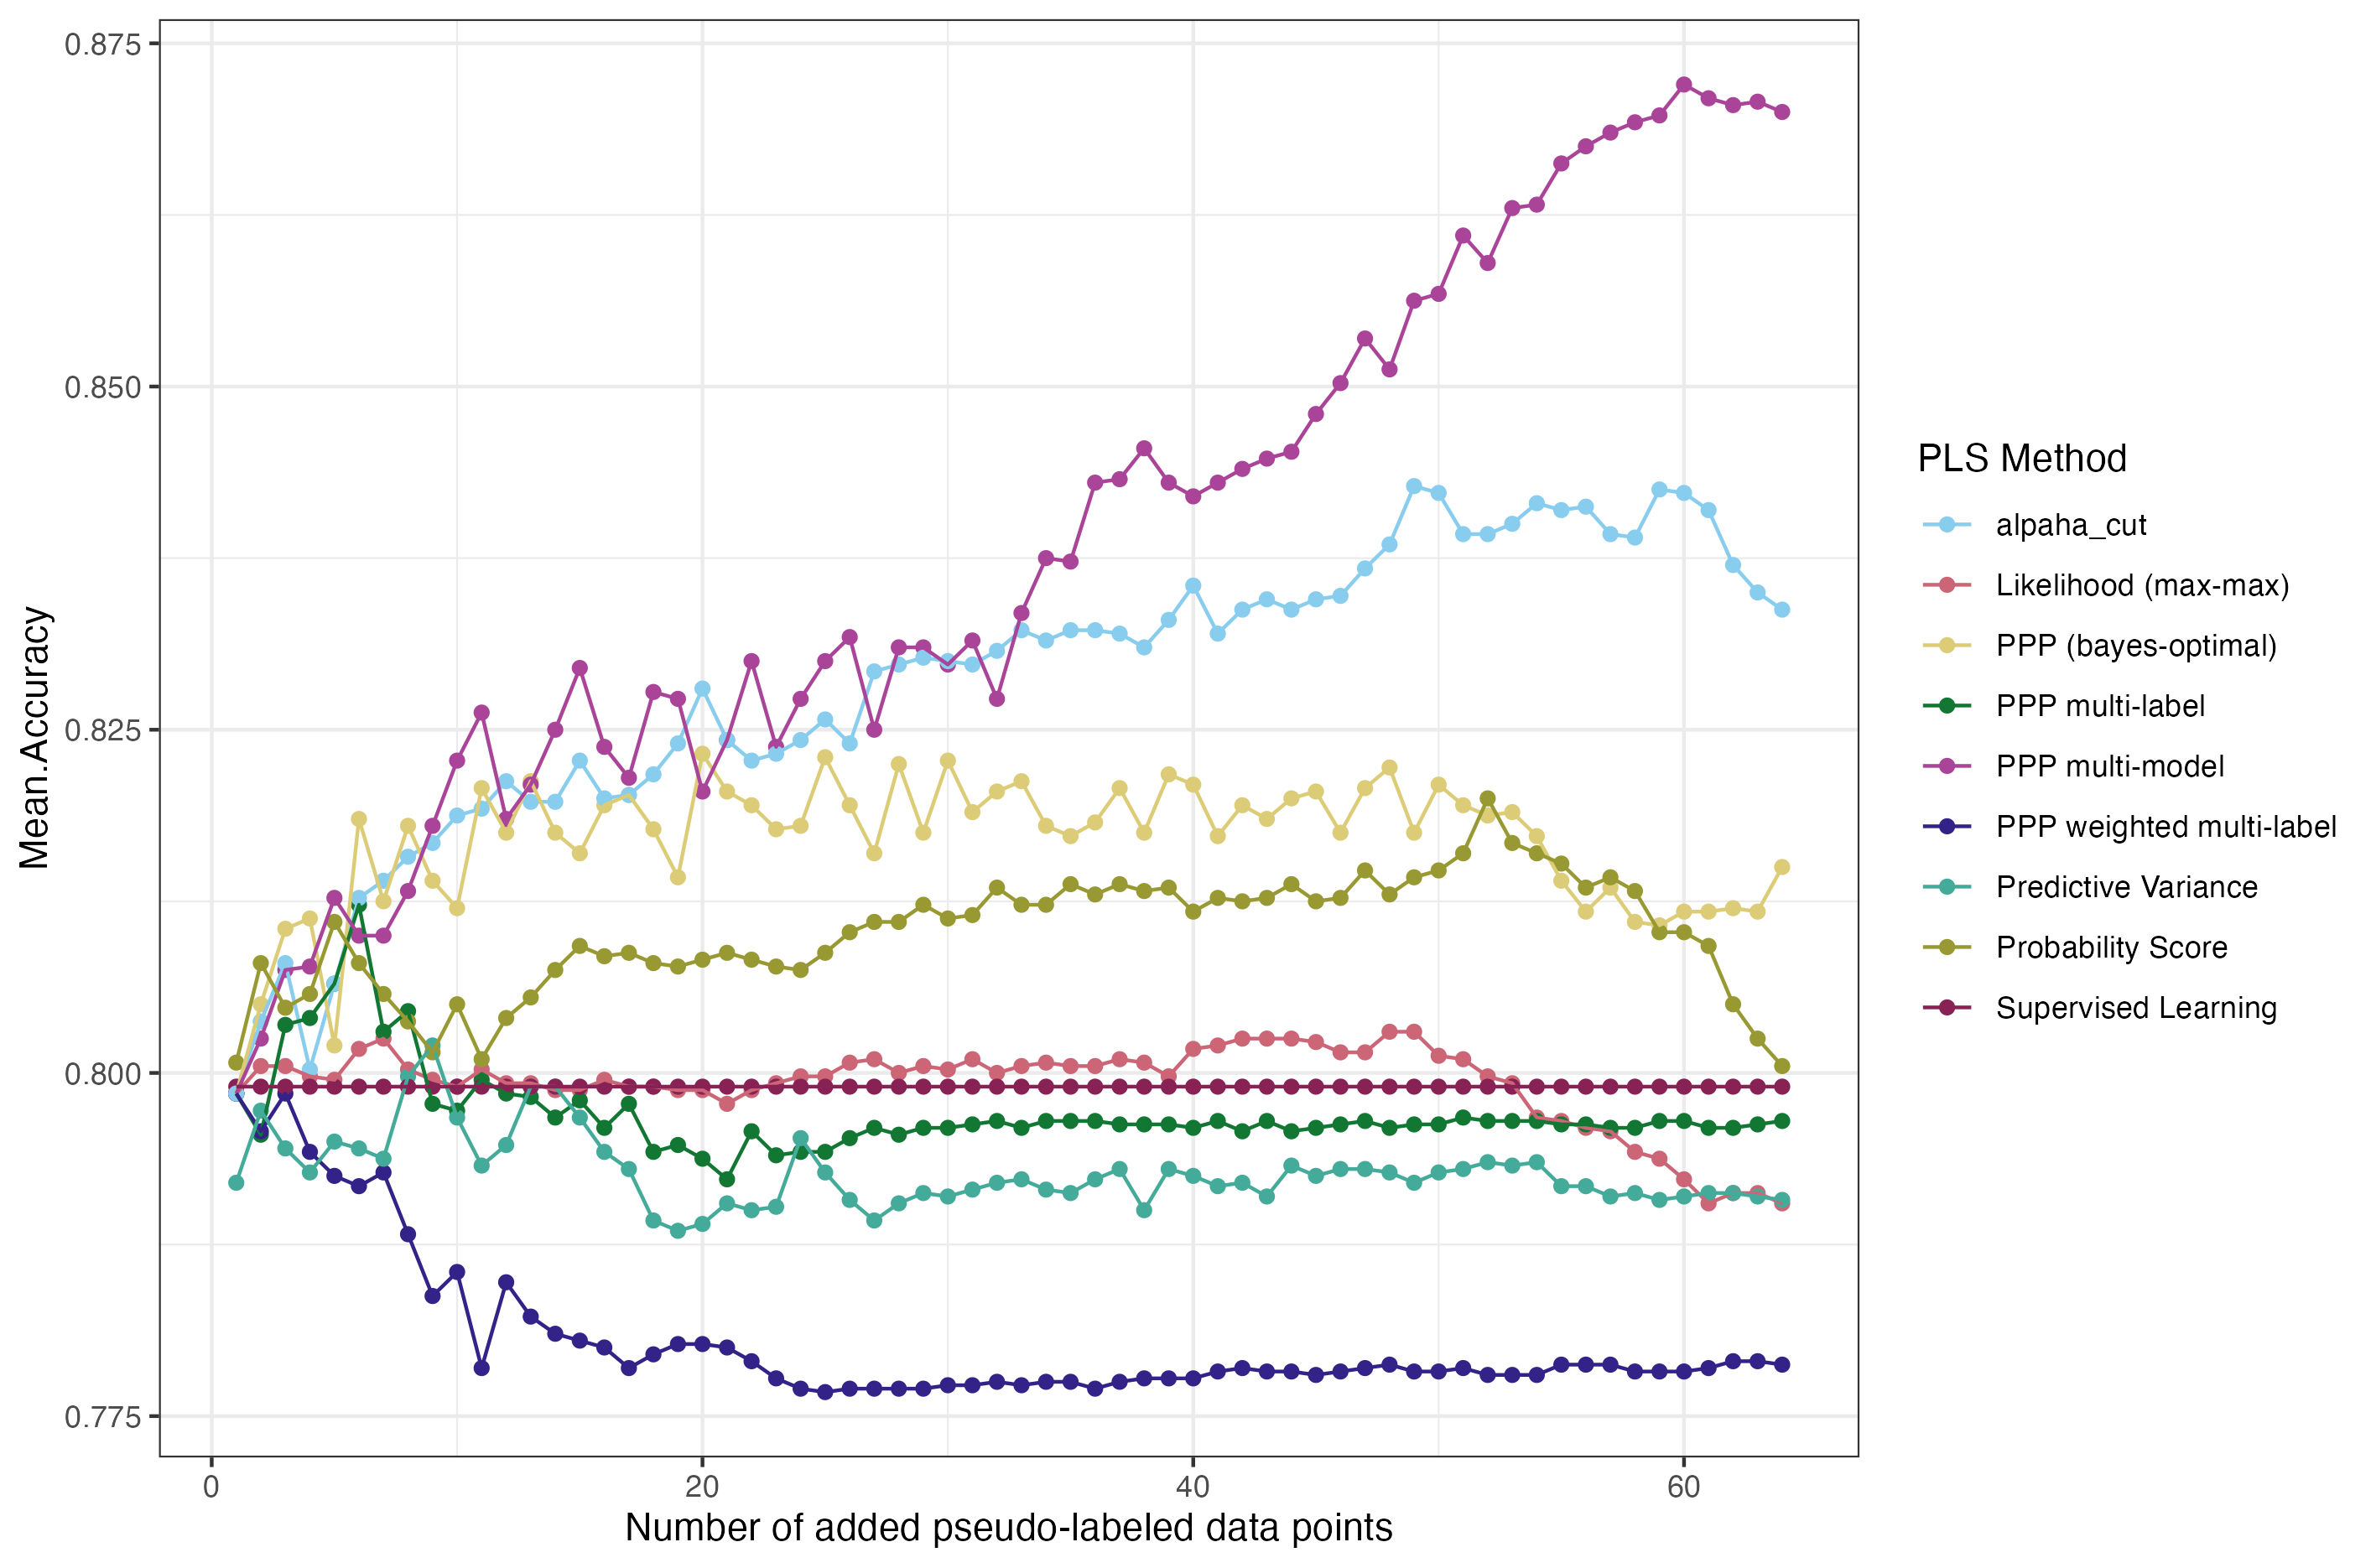 0.875
0.850
0.825
0.800
0.775
Mean.Accuracy
0
20
40
60
Number of added pseudo-labeled data points
PLS Method
alpaha_cut
Likelihood (max-max)
PPP (bayes-optimal)
PPP multi-label
PPP multi-model
PPP weighted multi-label
Predictive Variance
Probability Score
Supervised Learning